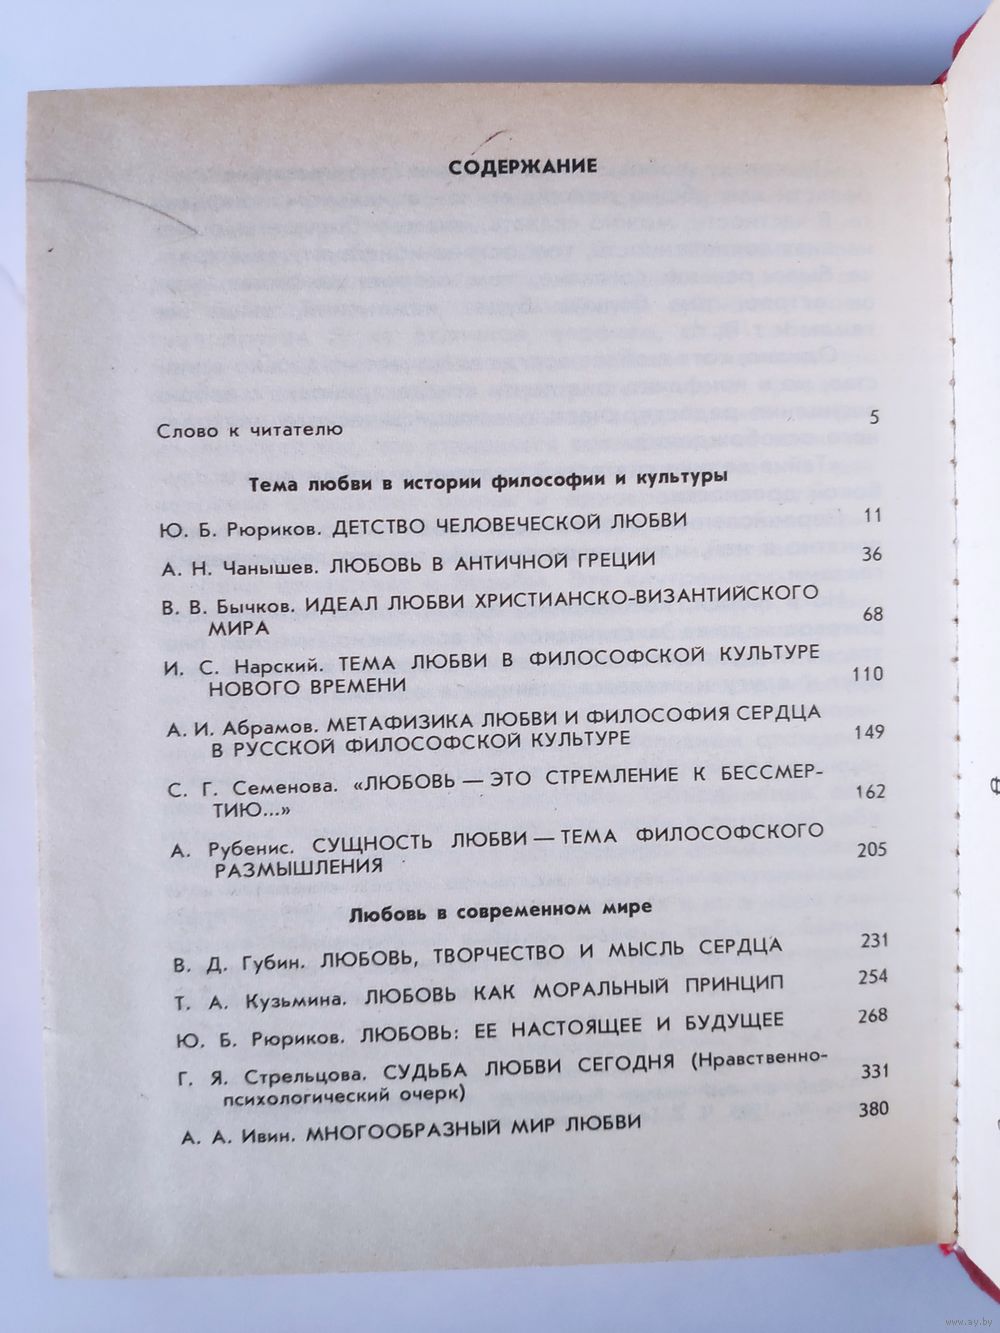 СОДЕРЖАНИЕ
Слово к читателю 5
Тема любви в истории философии и культуры
Ю. Б. Рюриков. ДЕТСТВО ЧЕЛОВЕЧЕСКОЙ ЛЮБВИ 11
А. Н. Чанышев. ЛЮБОВЬ В АНТИЧНОЙ ГРЕЦИИ 36
В. В. Бычков. ИДЕАЛ ЛЮБВИ ХРИСТИАНСКО-ВИЗАНТИЙСКОГО
МИРА 68
И. С. Нарский. ТЕМА ЛЮБВИ В ФИЛОСОФСКОЙ КУЛЬТУРЕ
НОВОГО ВРЕМЕНИ 110
А. И. Абрамов. МЕТАФИЗИКА ЛЮБВИ И ФИЛОСОФИЯ СЕРДЦА
В РУССКОЙ ФИЛОСОФСКОЙ КУЛЬТУРЕ 149
С. Г. Семенова. «ЛЮБОВЬ — ЭТО СТРЕМЛЕНИЕ К БЕССМЕР-
ТИЮ...» 162
А. Рубенис. СУЩНОСТЬ ЛЮБВИ — ТЕМА ФИЛОСОФСКОГО
РАЗМЫШЛЕНИЯ 205
Любовь в современном мире
В. Д. Губин. ЛЮБОВЬ, ТВОРЧЕСТВО И МЫСЛЬ СЕРДЦА 231
Т. А. Кузьмина. ЛЮБОВЬ КАК МОРАЛЬНЫЙ ПРИНЦИП 254
Ю. Б. Рюриков. ЛЮБОВЬ: ЕЕ НАСТОЯЩЕЕ И БУДУЩЕЕ 268
Г. Я. Стрельцова. СУДЬБА ЛЮБВИ СЕГОДНЯ (Нравственно-
психологический очерк) 331
А. А. Ивин. МНОГООБРАЗНЫЙ МИР ЛЮБВИ 380
www.ay.by